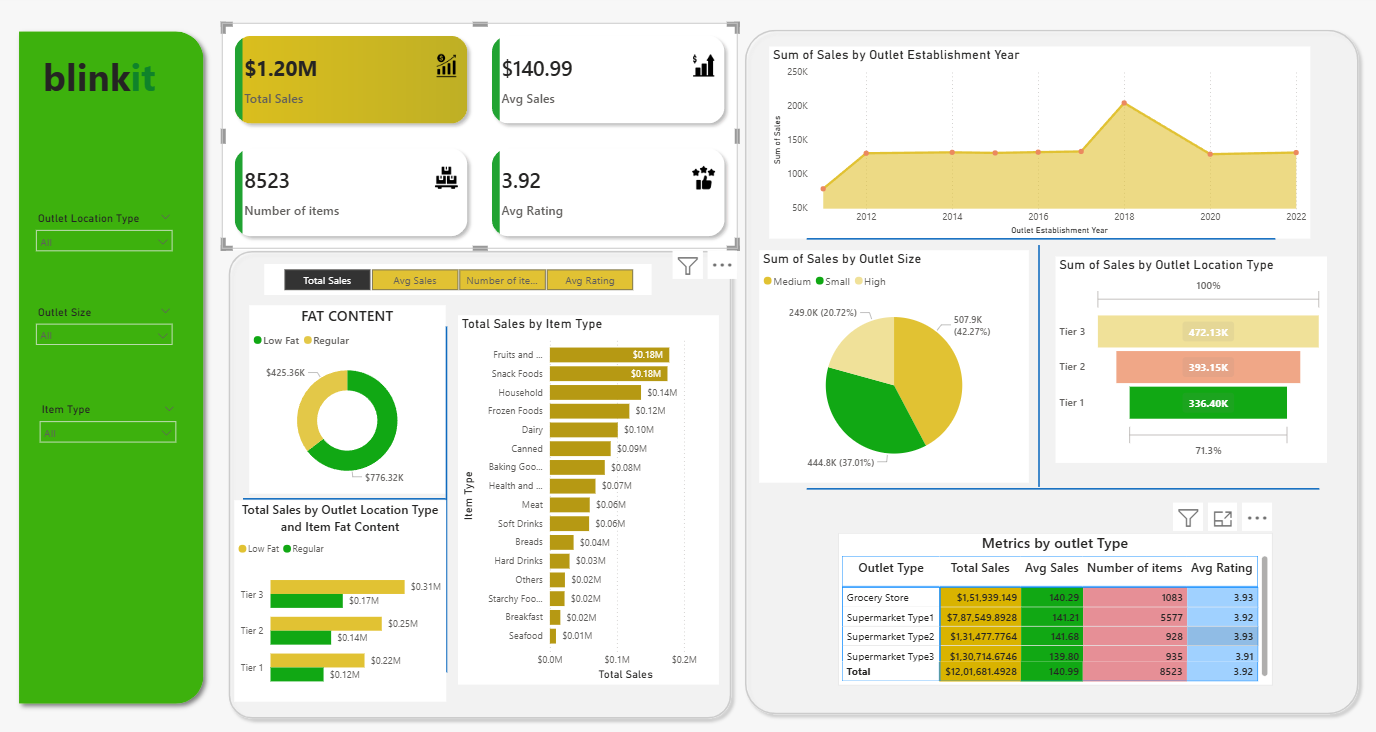 blinkit
Outlet Location Type
All
Outlet Size
All
Item Type
All
$1.20M
Total Sales
$140.99
Avg Sales
8523
Number of items
3.92
Avg Rating
Total Sales
Avg Sales
Number of ite...
Avg Rating
FAT CONTENT
Low Fat
Regular
$425.36K
$776.32K
Total Sales by Outlet Location Type
and Item Fat Content
Low Fat
Regular
Tier 3
$0.31M
$0.17M
Tier 2
$0.25M
$0.14M
Tier 1
$0.22M
$0.12M
Total Sales by Item Type
Item Type
Fruits and ...
$0.18M
Snack Foods
$0.18M
Household
$0.14M
Frozen Foods
$0.12M
Dairy
$0.10M
Canned
$0.09M
Baking Goo...
$0.08M
Health and ...
$0.07M
Meat
$0.06M
Soft Drinks
$0.06M
Breads
$0.04M
Hard Drinks
$0.03M
Others
$0.02M
Starchy Foo...
$0.02M
Breakfast
$0.02M
Seafood
$0.01M
$0.0M $0.1M $0.2M
Total Sales
Sum of Sales by Outlet Establishment Year
Sum of Sales
250K
200K
150K
100K
50K
2012 2014 2016 2018 2020 2022
Outlet Establishment Year
Sum of Sales by Outlet Size
Medium Small High
249.0K (20.72%)
507.9K
(42.27%)
444.8K (37.01%)
Sum of Sales by Outlet Location Type
100%
Tier 3 472.13K
Tier 2 393.15K
Tier 1 336.40K
71.3%
Metrics by outlet Type
Outlet Type Total Sales Avg Sales Number of items Avg Rating
Grocery Store $1,51,939.149 140.29 1083 3.93
Supermarket Type1 $7,87,549.8928 141.21 5577 3.92
Supermarket Type2 $1,31,477.7764 141.68 928 3.93
Supermarket Type3 $1,30,714.6746 139.80 935 3.91
Total $12,01,681.4928 140.99 8523 3.92